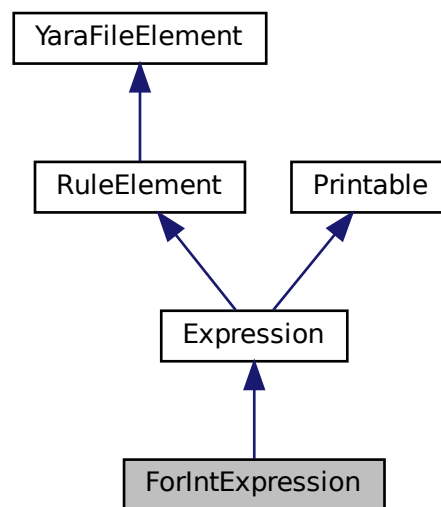 YaraFileElement
RuleElement
Printable
Expression
ForIntExpression